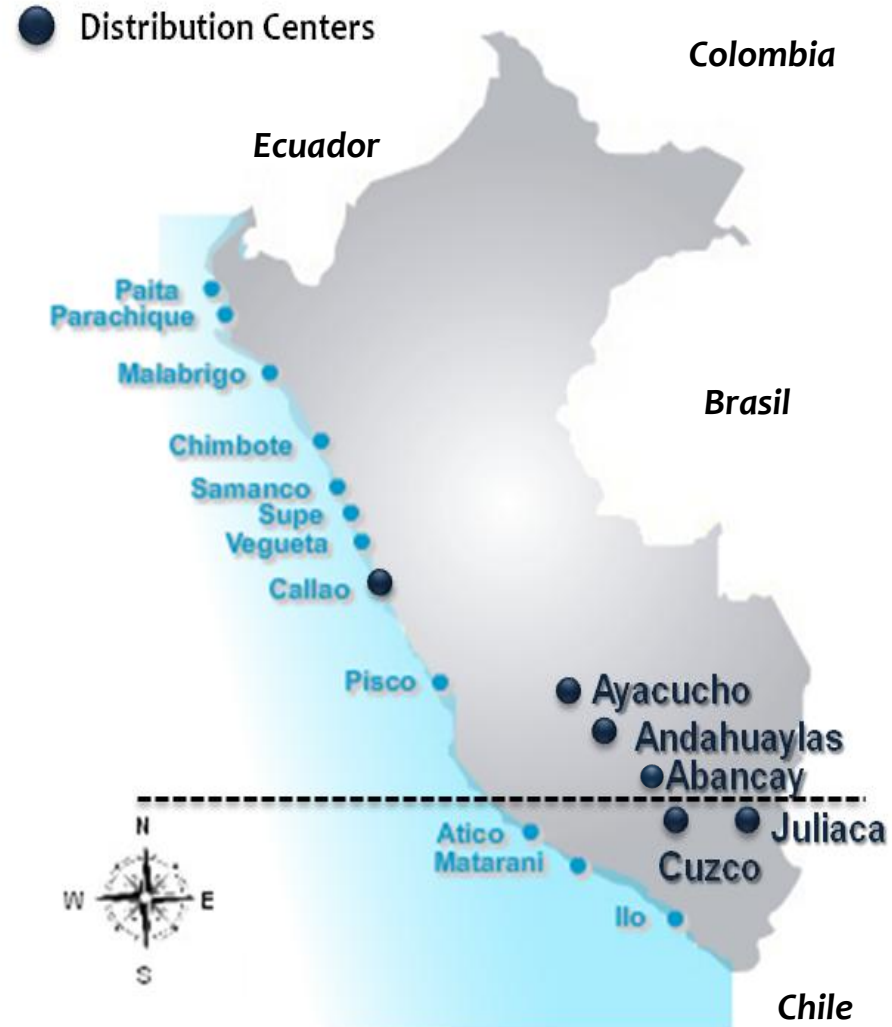 Distribution Centers
Colombia
Ecuador
Paita
Parachique
Malabrigo
Brasil
Chimbote
Samanco
Supe
Vegueta
Callao
Pisco
Ayacucho
Andahuaylas
Abancay
N
Atico
Juliaca
Matarani
Cuzco
W
E
Ilo
S
Chile